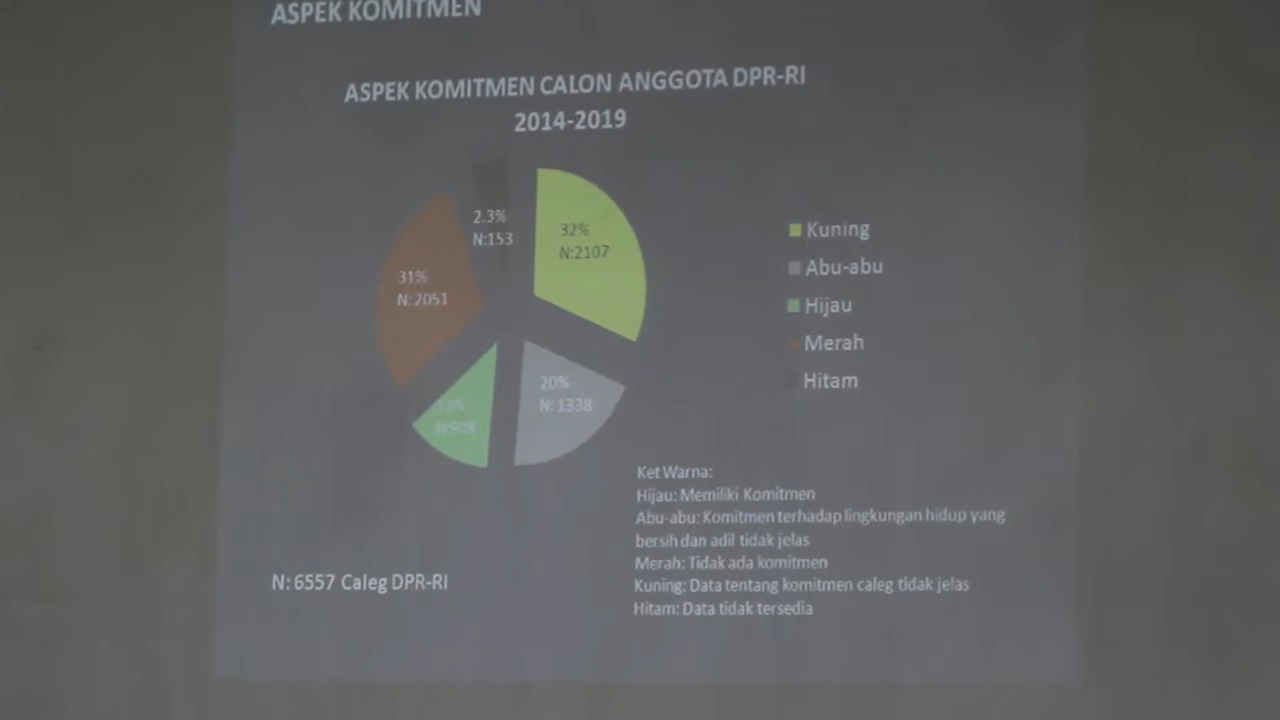 ASPEK KOMITMEN
ASPEK KOMITMEN CALON ANGGOTA DPR-RI
2014-2019
2.3%
N:153
32%
N:2107
31%
N: 2051
20%
N: 1338
13%
N:909
Kuning
Abu-abu
Hijau
Merah
Hitam
Ket Warna:
Hijau: Memiliki Komitmen
Abu-abu: Komitmen terhadap lingkungan hidup yang
bersih dan adil tidak jelas
Merah: Tidak ada komitmen
Kuning: Data tentang komitmen caleg tidak jelas
Hitam: Data tidak tersedia
N: 6557 Caleg DPR-RI